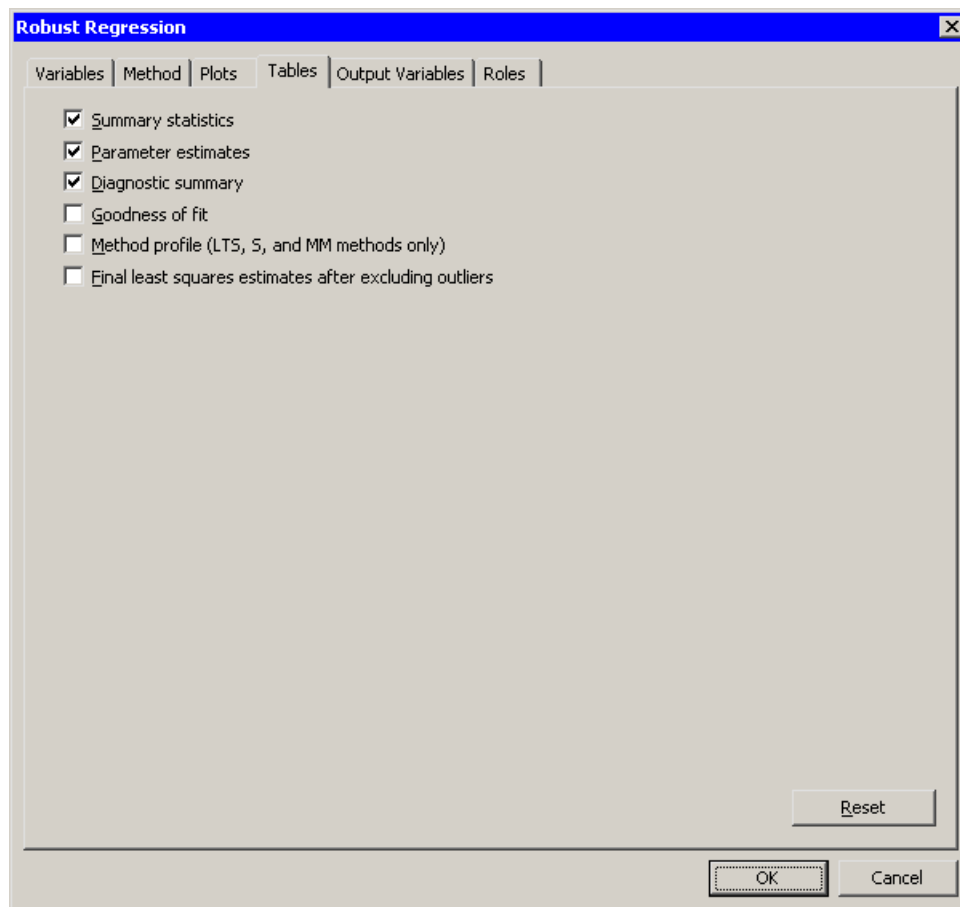 Robust Regression
Variables Method Plots Tables Output Variables Roles
Summary statistics
Parameter estimates
Diagnostic summary
Goodness of fit
Method profile (LTS, S, and MM methods only)
Final least squares estimates after excluding outliers
Reset
OK Cancel